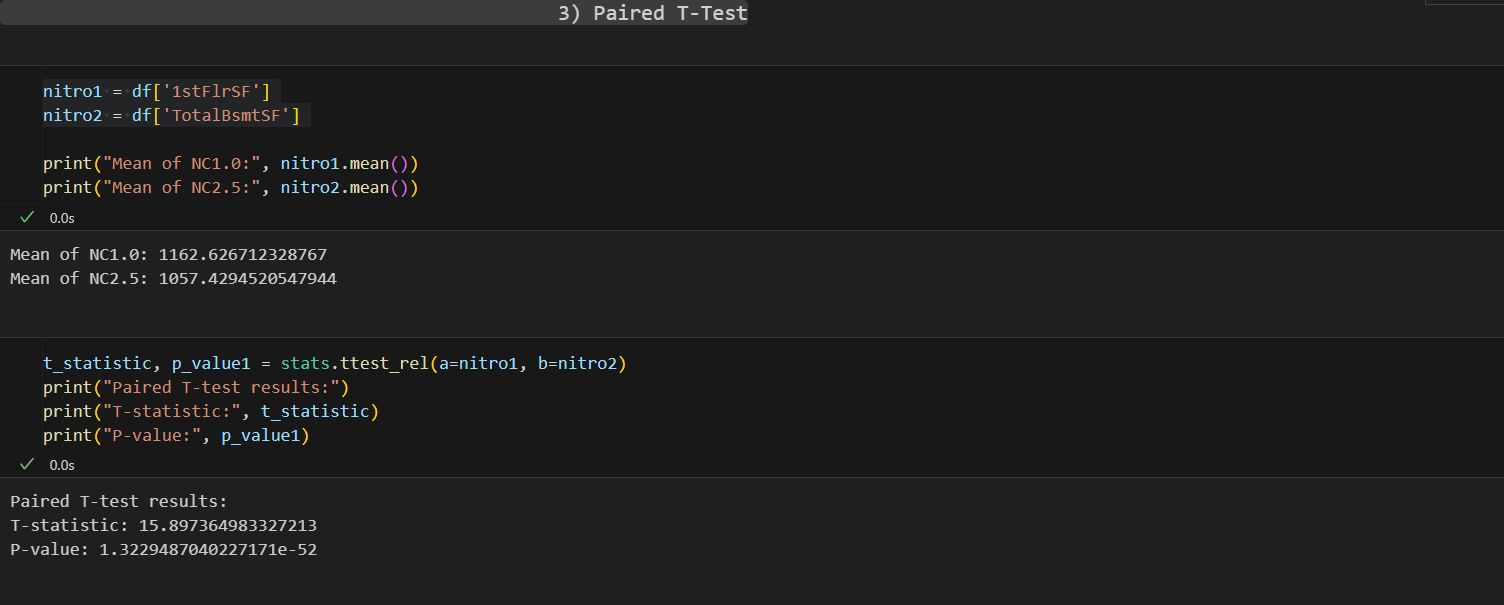 3) Paired T-Test
nitro1 = df['1stFlrSF']
nitro2 = df['TotalBsmtSF']
print("Mean of NC1.0:", nitro1.mean())
print("Mean of NC2.5:", nitro2.mean())
0.0s
Mean of NC1.0: 1162.626712328767
Mean of NC2.5: 1057.4294520547944
t_statistic, p_value1 = stats.ttest_rel(a=nitro1, b=nitro2)
print("Paired T-test results:")
print("T-statistic:", t_statistic)
print("P-value:", p_value1)
0.0s
Paired T-test results:
T-statistic: 15.897364983327213
P-value: 1.3229487040227171e-52